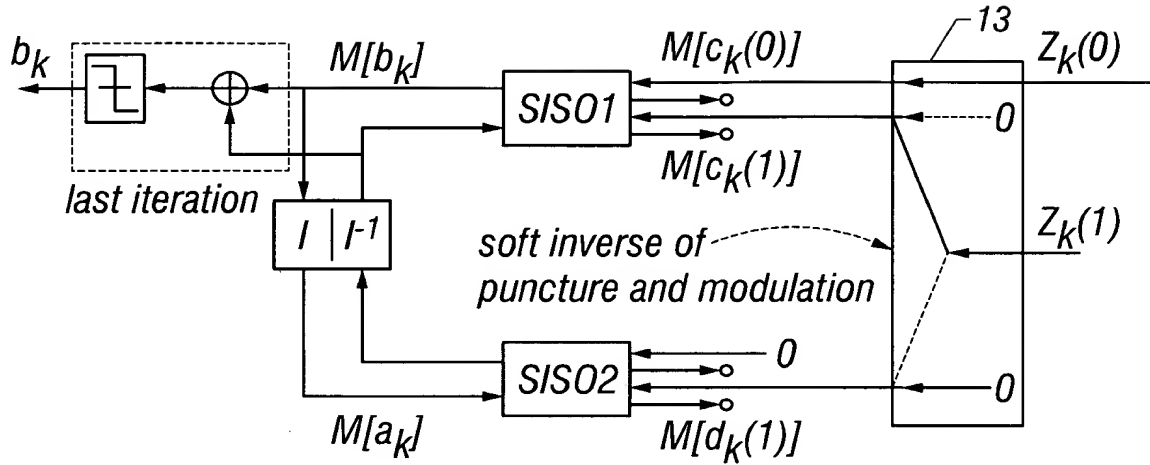 13
b_k
M[b_k]
M[c_k(0)]
Z_k(0)
SISO1
0
M[c_k(1)]
last iteration
I | I^-1
soft inverse of
puncture and modulation
Z_k(1)
0
SISO2
0
M[a_k]
M[d_k(1)]